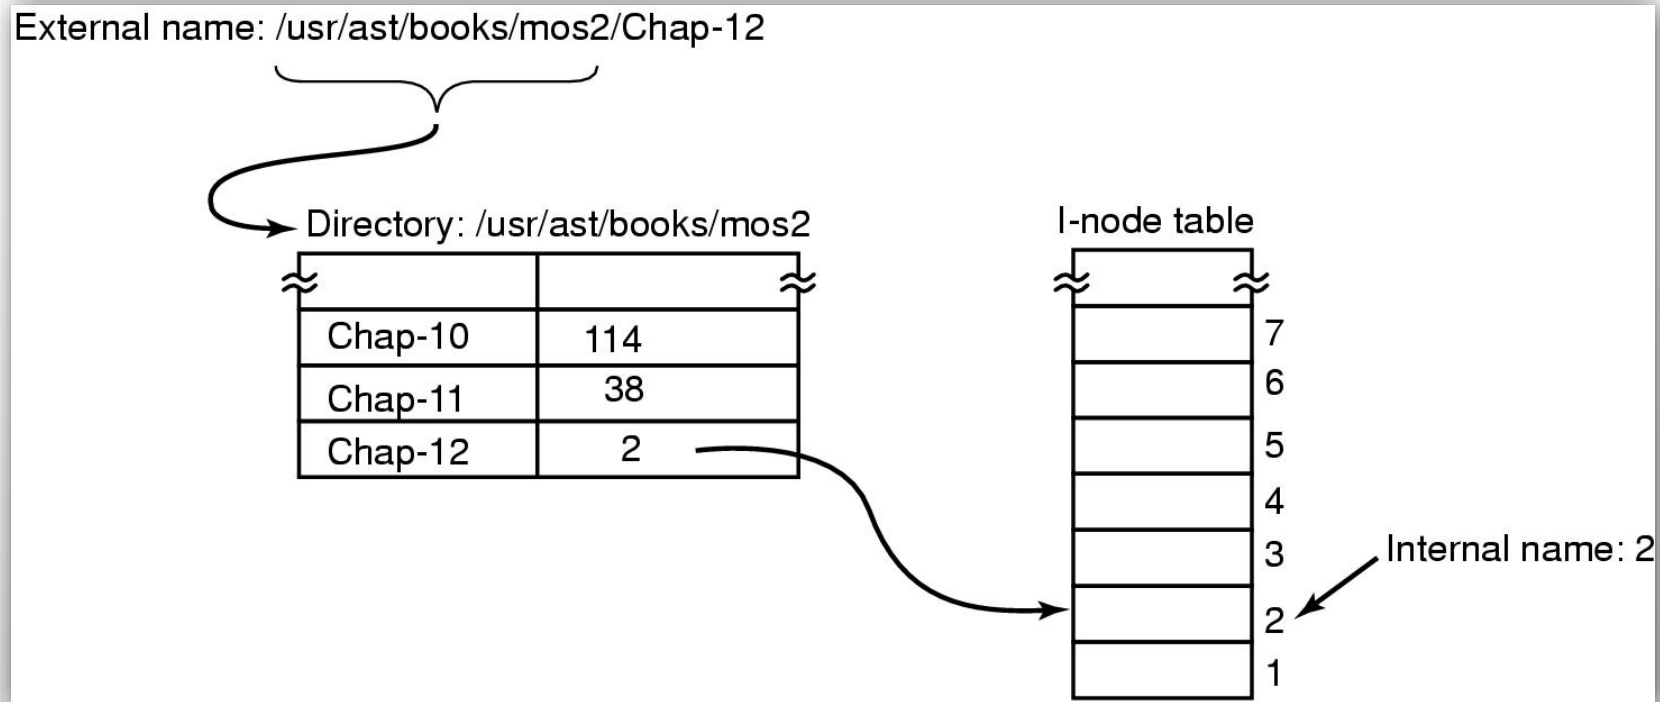 External name: /usr/ast/books/mos2/Chap-12
Directory: /usr/ast/books/mos2
Chap-10 114
Chap-11 38
Chap-12 2
I-node table
7
6
5
4
3
2
1
Internal name: 2